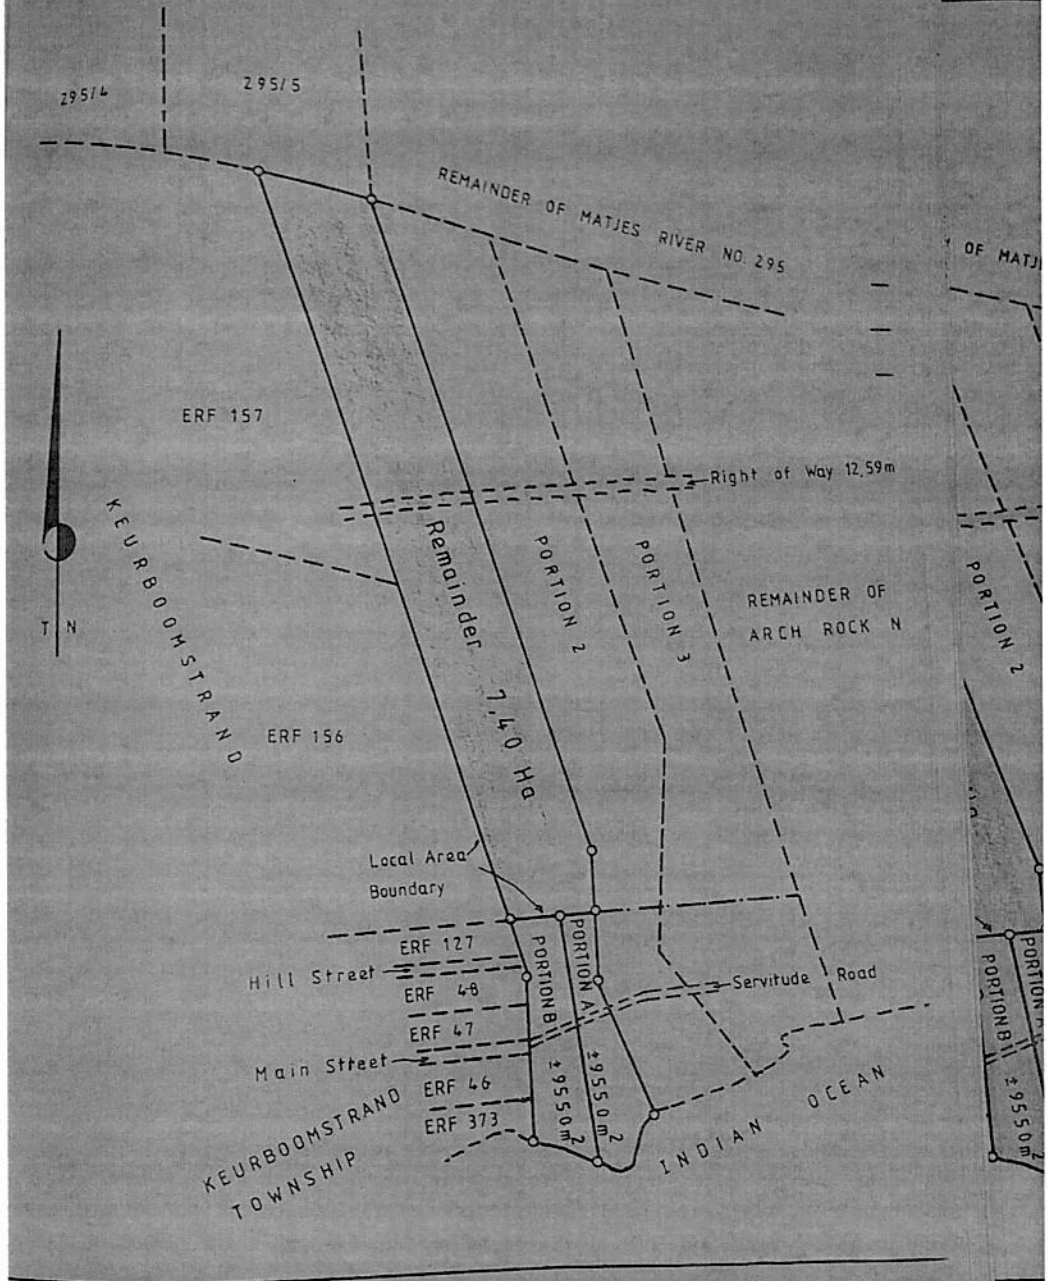 295/4
295/5
REMAINDER OF MATJES RIVER NO. 295
OF MATJE
ERF 157
Right of Way 12,59m
KEURBOOMSTRAND
Remainder 7,40 Ha
PORTION 2
PORTION 3
REMAINDER OF
ARCH ROCK N
PORTION 2
T N
ERF 156
Local Area
Boundary
ERF 127
Hill Street
ERF 48
ERF 47
Main Street
ERF 46
ERF 373
PORTION B
±9550m²
PORTION A
±9550m²
Servitude Road
KEURBOOMSTRAND
TOWNSHIP
INDIAN OCEAN
PORTION B
PORTION A
±9550m²